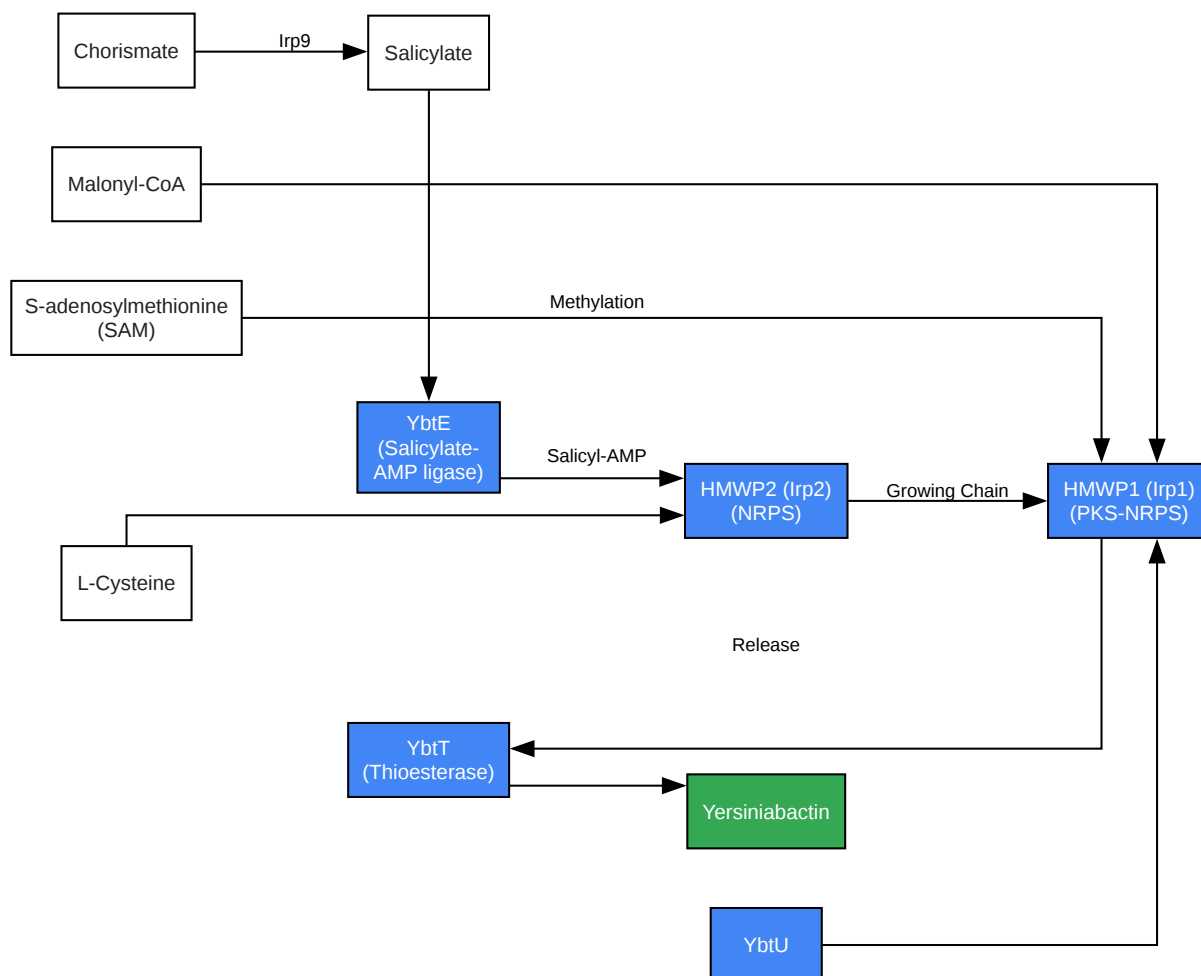 Chorismate
Irp9
Salicylate
Malonyl-CoA
S-adenosylmethionine
(SAM)
Methylation
YbtE
(Salicylate-
AMP ligase)
Salicyl-AMP
HMWP2 (Irp2)
(NRPS)
Growing Chain
HMWP1 (Irp1)
(PKS-NRPS)
L-Cysteine
Release
YbtT
(Thioesterase)
Yersiniabactin
YbtU